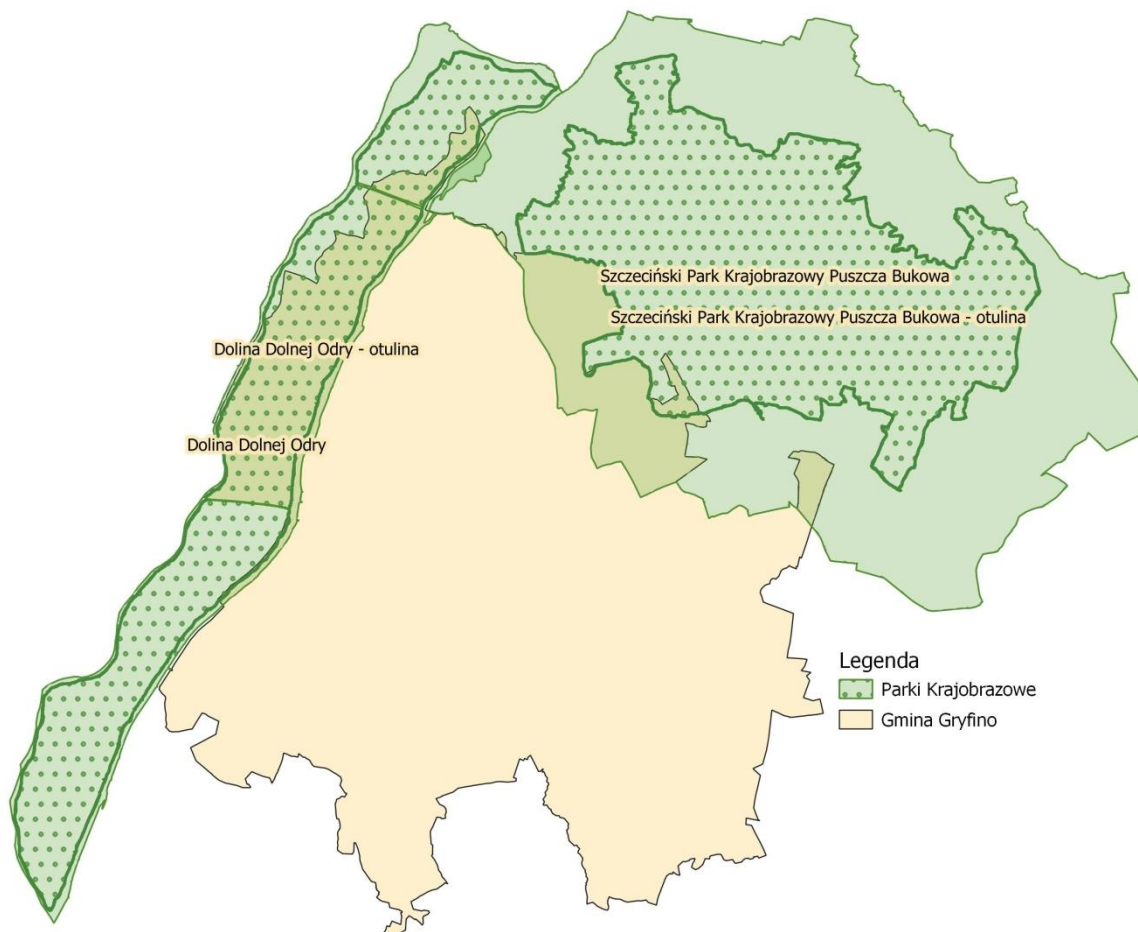 Szczeciński Park Krajobrazowy Puszcza Bukowa
Szczeciński Park Krajobrazowy Puszcza Bukowa - otulina
Dolina Dolnej Odry - otulina
Dolina Dolnej Odry
Legenda
Parki Krajobrazowe
Gmina Gryfino